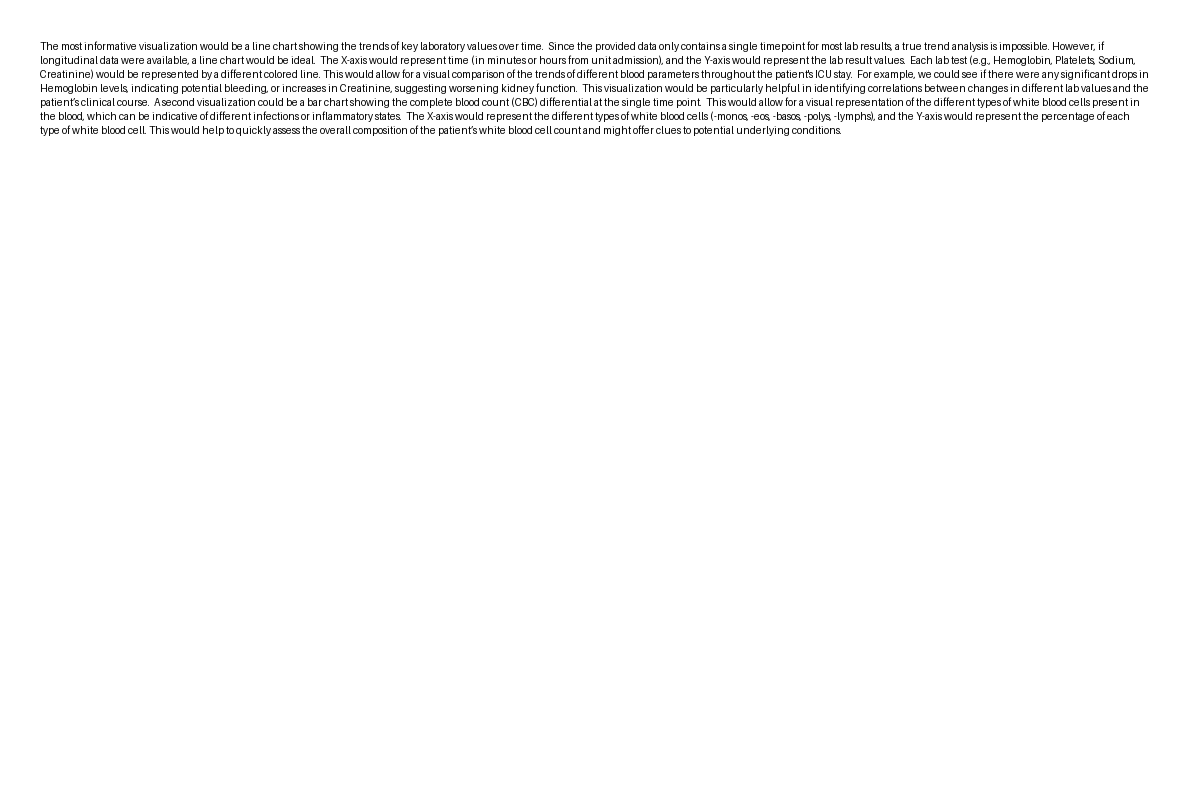 The most informative visualization would be a line chart showing the trends of key laboratory values over time.  Since the provided data only contains a single timepoint for most lab results, a true trend analysis is impossible. However, if
longitudinal data were available, a line chart would be ideal.  The X-axis would represent time (in minutes or hours from unit admission), and the Y-axis would represent the lab result values.  Each lab test (e.g., Hemoglobin, Platelets, Sodium,
Creatinine) would be represented by a different colored line. This would allow for a visual comparison of the trends of different blood parameters throughout the patient's ICU stay.  For example, we could see if there were any significant drops in
Hemoglobin levels, indicating potential bleeding, or increases in Creatinine, suggesting worsening kidney function.  This visualization would be particularly helpful in identifying correlations between changes in different lab values and the
patient's clinical course.  A second visualization could be a bar chart showing the complete blood count (CBC) differential at the single time point.  This would allow for a visual representation of the different types of white blood cells present in
the blood, which can be indicative of different infections or inflammatory states.  The X-axis would represent the different types of white blood cells (-monos, -eos, -basos, -polys, -lymphs), and the Y-axis would represent the percentage of each
type of white blood cell. This would help to quickly assess the overall composition of the patient's white blood cell count and might offer clues to potential underlying conditions.